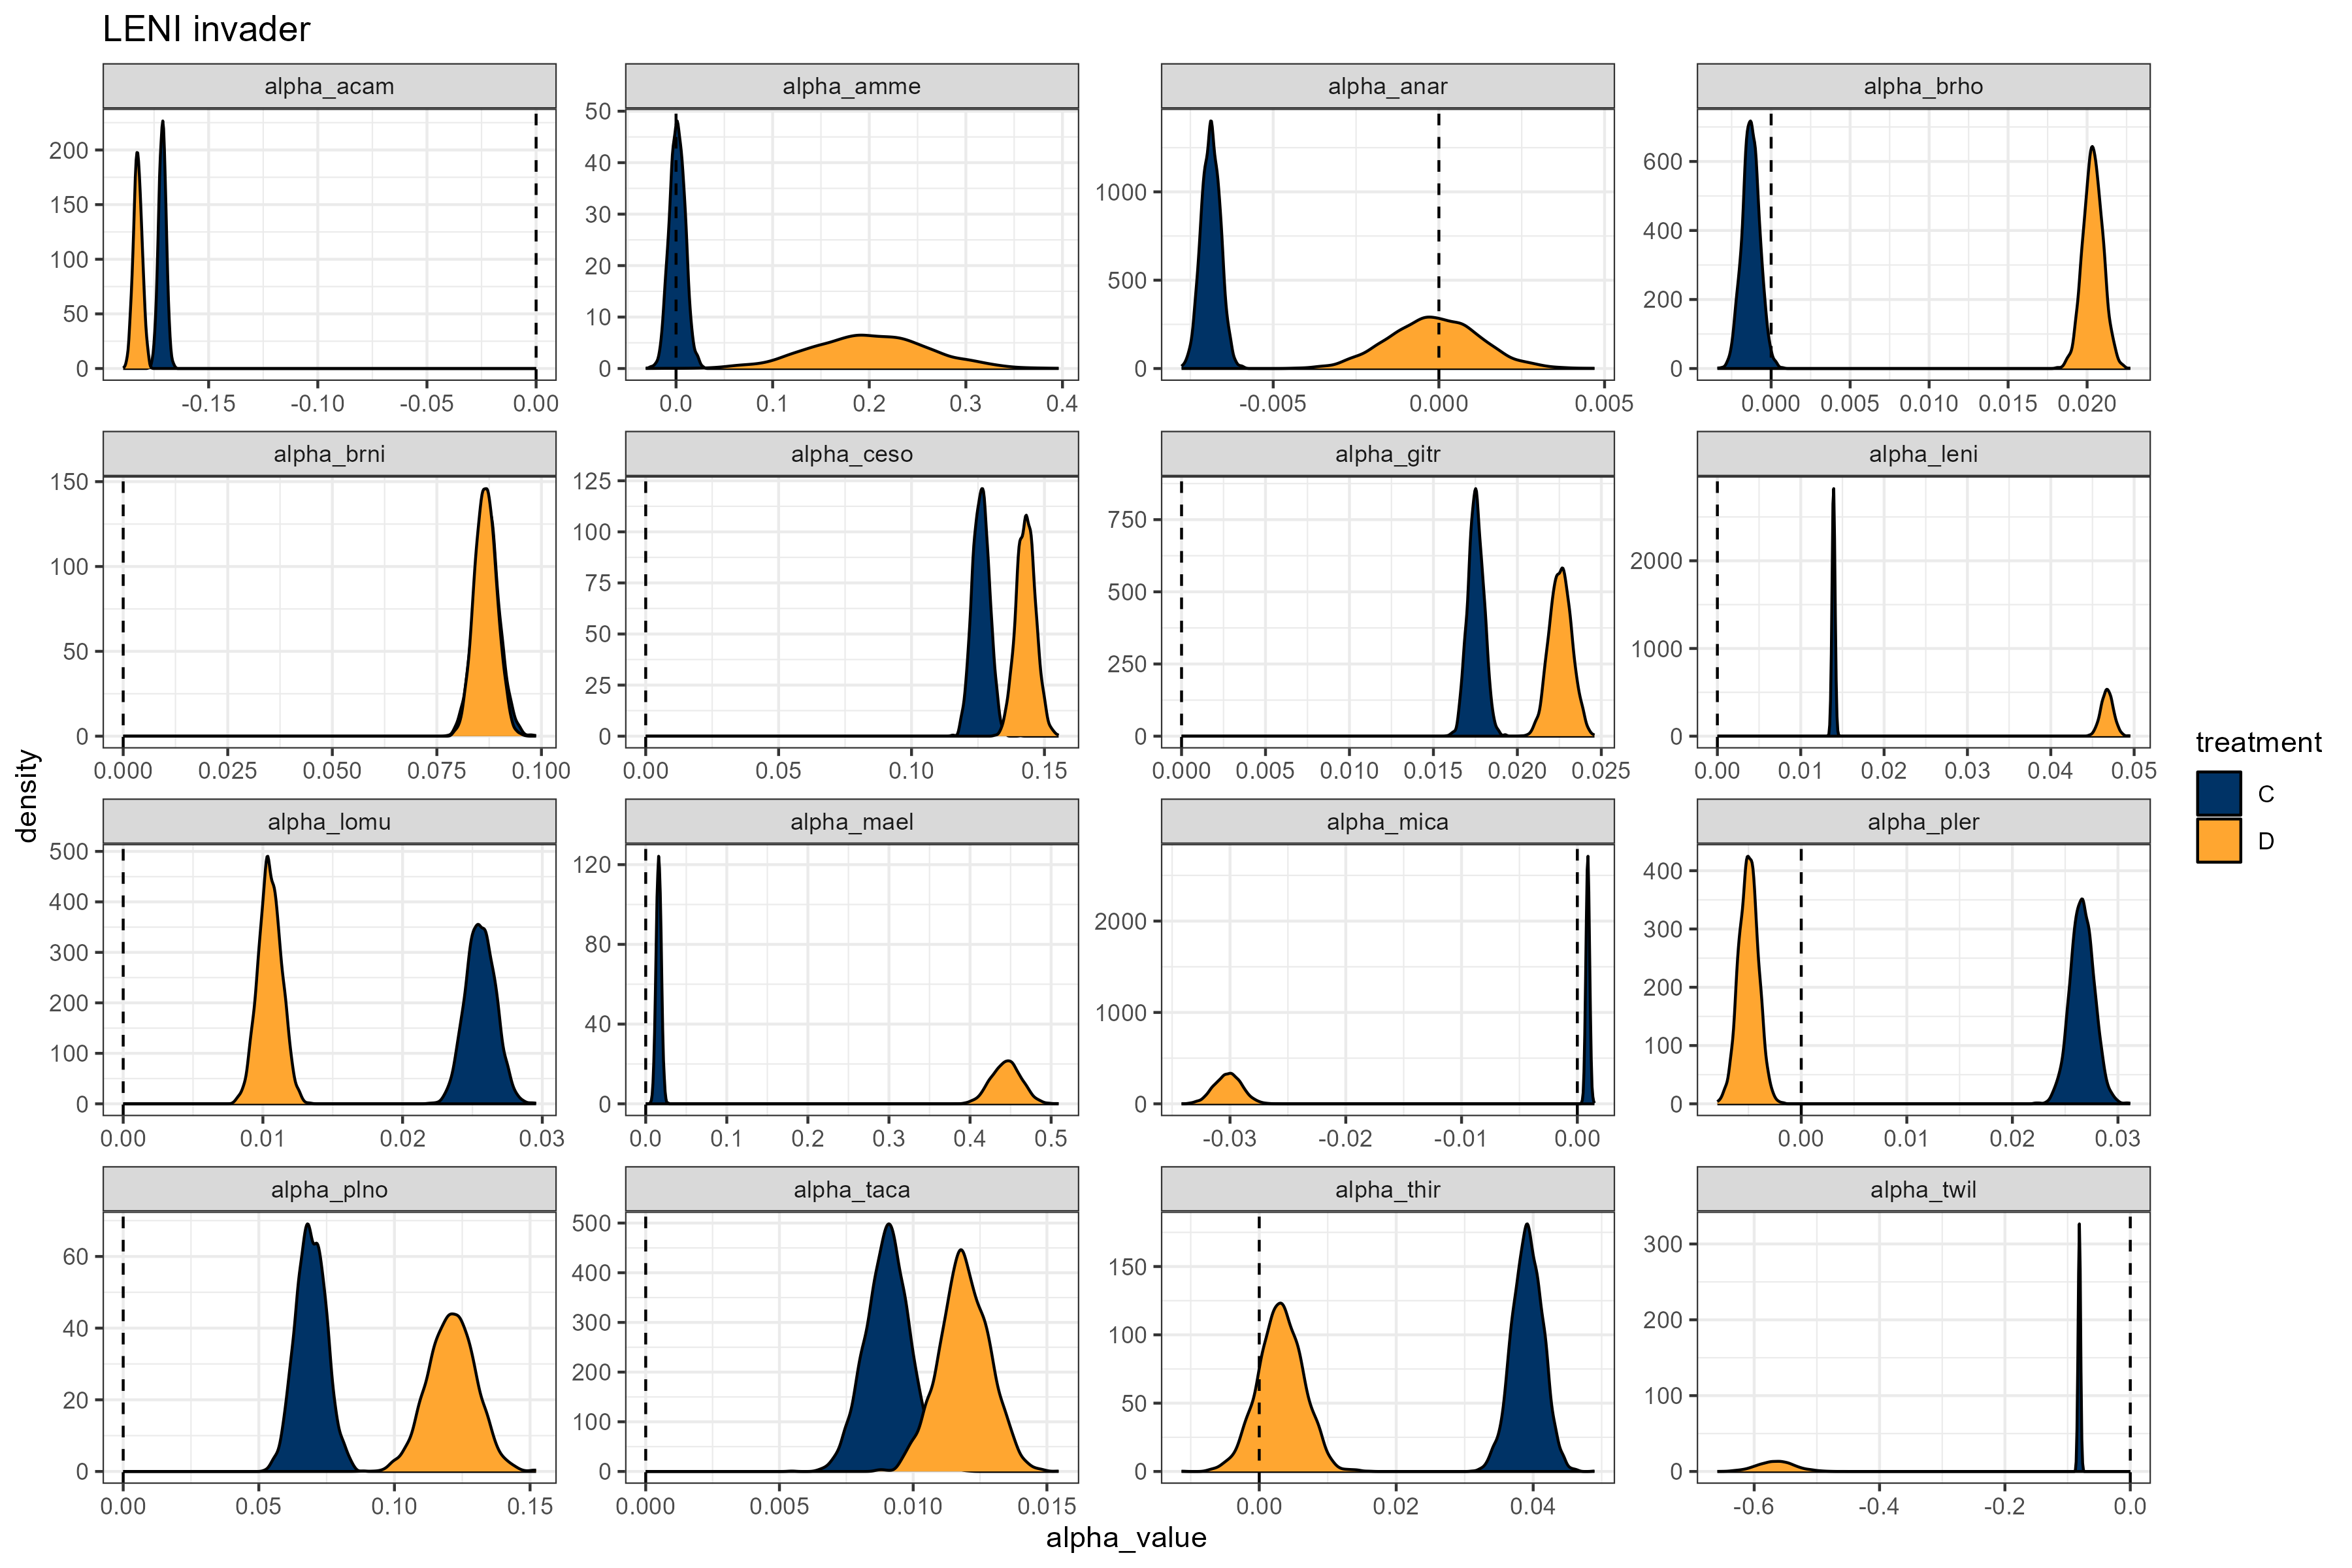 LENI invader
alpha_acam alpha_amme alpha_anar alpha_brho
200 150 100 50 0
50 40 30 20 10 0
1000 500 0
600 400 200 0
-0.15 -0.10 -0.05 0.00
0.0 0.1 0.2 0.3 0.4
-0.005 0.000 0.005
0.000 0.005 0.010 0.015 0.020
alpha_brni alpha_ceso alpha_gitr alpha_leni
150 100 50 0
125 100 75 50 25 0
750 500 250 0
2000 1000 0
0.000 0.025 0.050 0.075 0.100
0.00 0.05 0.10 0.15
0.000 0.005 0.010 0.015 0.020 0.025
0.00 0.01 0.02 0.03 0.04 0.05
alpha_lomu alpha_mael alpha_mica alpha_pler
500 400 300 200 100 0
120 80 40 0
2000 1000 0
400 300 200 100 0
0.00 0.01 0.02 0.03
0.0 0.1 0.2 0.3 0.4 0.5
-0.03 -0.02 -0.01 0.00
0.00 0.01 0.02 0.03
alpha_plno alpha_taca alpha_thir alpha_twil
60 40 20 0
500 400 300 200 100 0
150 100 50 0
300 200 100 0
0.00 0.05 0.10 0.15
0.000 0.005 0.010 0.015
0.00 0.02 0.04
-0.6 -0.4 -0.2 0.0
density
alpha_value
treatment
C
D